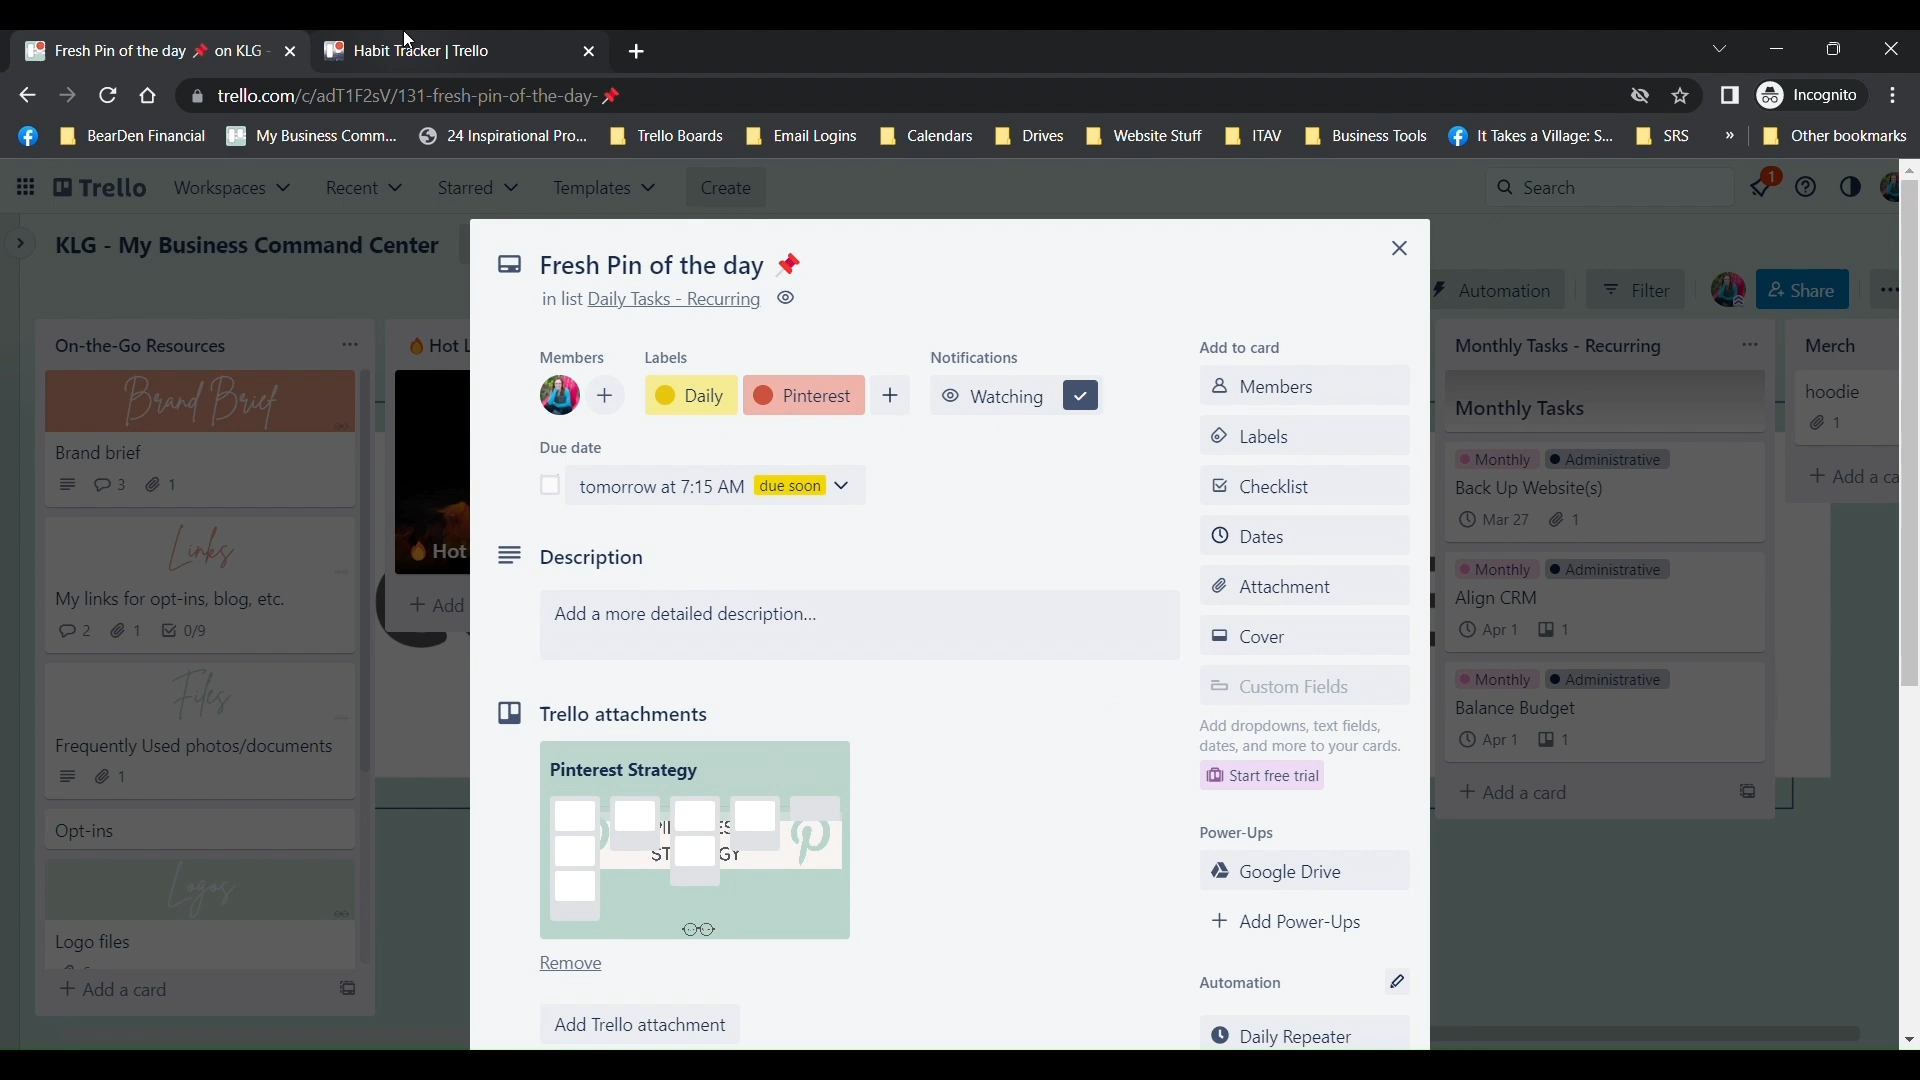 Fresh Pin of the day 📌 on KLG -
Habit Tracker | Trello
trello.com/c/adT1F2sV/131-fresh-pin-of-the-day-📌
Incognito
BearDen Financial
My Business Comm...
24 Inspirational Pro...
Trello Boards
Email Logins
Calendars
Drives
Website Stuff
ITAV
Business Tools
It Takes a Village: S...
SRS
»
Other bookmarks
Trello
Workspaces
Recent
Starred
Templates
Create
Search
1
KLG - My Business Command Center
Automation
Filter
Share
On-the-Go Resources
Brand Brief
Brand brief
3
1
Links
My links for opt-ins, blog, etc.
2
1
0/9
Files
Frequently Used photos/documents
1
Opt-ins
Logos
Logo files
+ Add a card
🔥 Hot L
🔥 Hot
+ Add
Fresh Pin of the day 📌
in list Daily Tasks - Recurring
Members
Labels
Notifications
Daily
Pinterest
Watching
Due date
tomorrow at 7:15 AM due soon
Description
Add a more detailed description...
Trello attachments
Pinterest Strategy
Remove
Add Trello attachment
Add to card
Members
Labels
Checklist
Dates
Attachment
Cover
Custom Fields
Add dropdowns, text fields,
dates, and more to your cards.
Start free trial
Power-Ups
Google Drive
+ Add Power-Ups
Automation
Daily Repeater
Monthly Tasks - Recurring
Monthly Tasks
Monthly
Administrative
Back Up Website(s)
Mar 27
1
Monthly
Administrative
Align CRM
Apr 1
1
Monthly
Administrative
Balance Budget
Apr 1
1
+ Add a card
Merch
hoodie
1
+ Add a ca